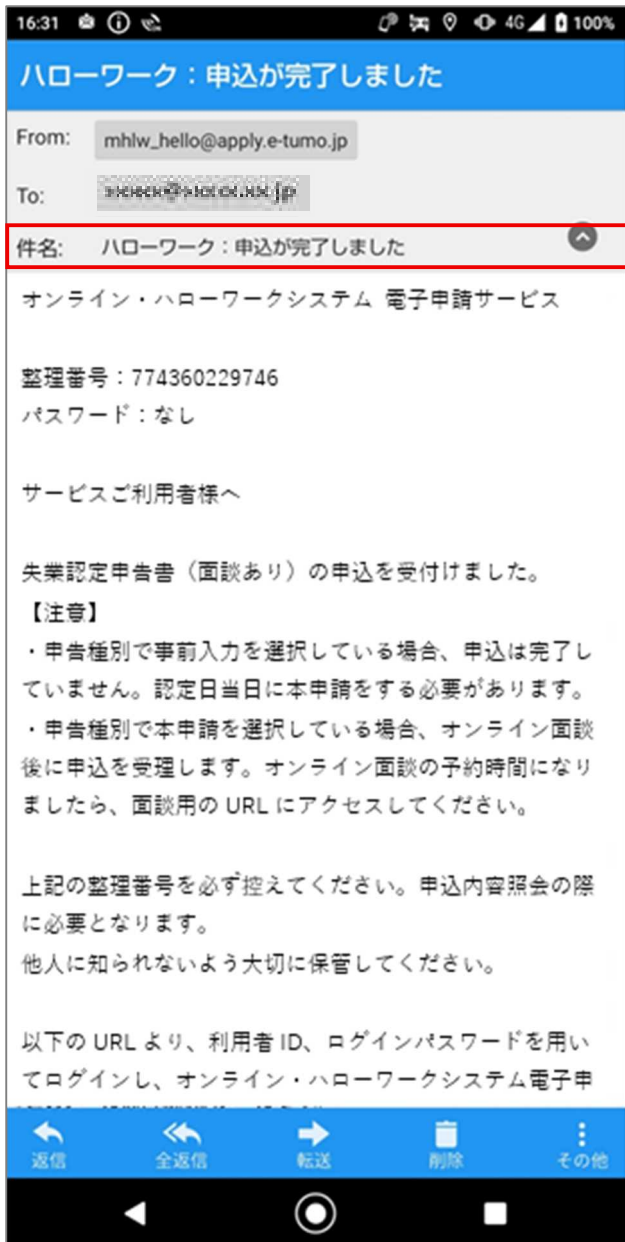 16:31
4G 100%
ハローワーク：申込が完了しました
From: mhlw_hello@apply.e-tumo.jp
To:
件名: ハローワーク：申込が完了しました
オンライン・ハローワークシステム 電子申請サービス
整理番号：774360229746
パスワード：なし
サービスご利用者様へ
失業認定申告書（面談あり）の申込を受付けました。
【注意】
・申告種別で事前入力を選択している場合、申込は完了し
ていません。認定日当日に本申請をする必要があります。
・申告種別で本申請を選択している場合、オンライン面談
後に申込を受理します。オンライン面談の予約時間になり
ましたら、面談用の URL にアクセスしてください。
上記の整理番号を必ず控えてください。申込内容照会の際
に必要となります。
他人に知られないよう大切に保管してください。
以下の URL より、利用者 ID、ログインパスワードを用い
てログインし、オンライン・ハローワークシステム電子申
返信 全返信 転送 削除 その他